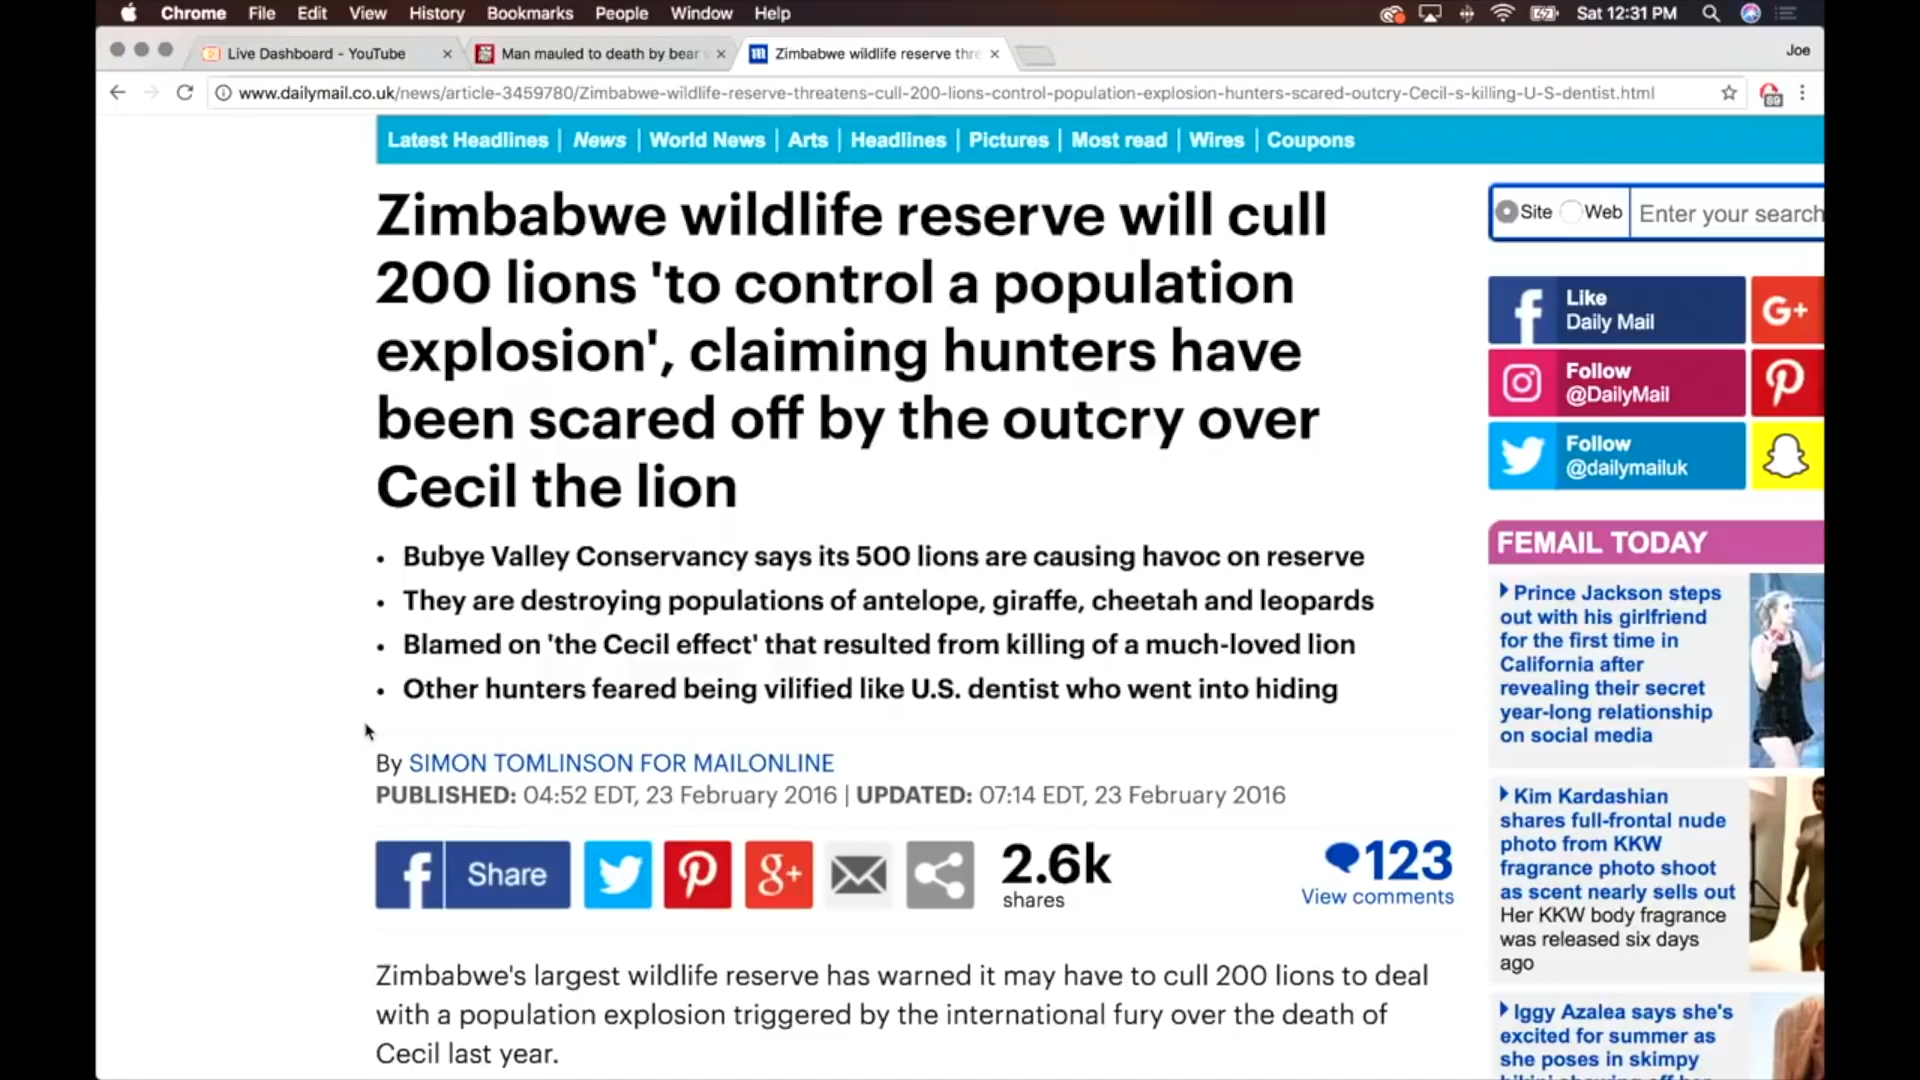 Chrome File Edit View History Bookmarks People Window Help Sat 12:31 PM
Live Dashboard - YouTube Man mauled to death by bear Zimbabwe wildlife reserve thre Joe
www.dailymail.co.uk/news/article-3459780/Zimbabwe-wildlife-reserve-threatens-cull-200-lions-control-population-explosion-hunters-scared-outcry-Cecil-s-killing-U-S-dentist.html 89
Latest Headlines | News | World News | Arts | Headlines | Pictures | Most read | Wires | Coupons
Zimbabwe wildlife reserve will cull
200 lions 'to control a population
explosion', claiming hunters have
been scared off by the outcry over
Cecil the lion
• Bubye Valley Conservancy says its 500 lions are causing havoc on reserve
• They are destroying populations of antelope, giraffe, cheetah and leopards
• Blamed on 'the Cecil effect' that resulted from killing of a much-loved lion
• Other hunters feared being vilified like U.S. dentist who went into hiding
By SIMON TOMLINSON FOR MAILONLINE
PUBLISHED: 04:52 EDT, 23 February 2016 | UPDATED: 07:14 EDT, 23 February 2016
f Share g+ 2.6k
shares
123
View comments
Zimbabwe's largest wildlife reserve has warned it may have to cull 200 lions to deal
with a population explosion triggered by the international fury over the death of
Cecil last year.
Site Web Enter your search
f Like
Daily Mail
G+
Follow
@DailyMail
Follow
@dailymailuk
FEMAIL TODAY
Prince Jackson steps
out with his girlfriend
for the first time in
California after
revealing their secret
year-long relationship
on social media
Kim Kardashian
shares full-frontal nude
photo from KKW
fragrance photo shoot
as scent nearly sells out
Her KKW body fragrance
was released six days
ago
Iggy Azalea says she's
excited for summer as
she poses in skimpy